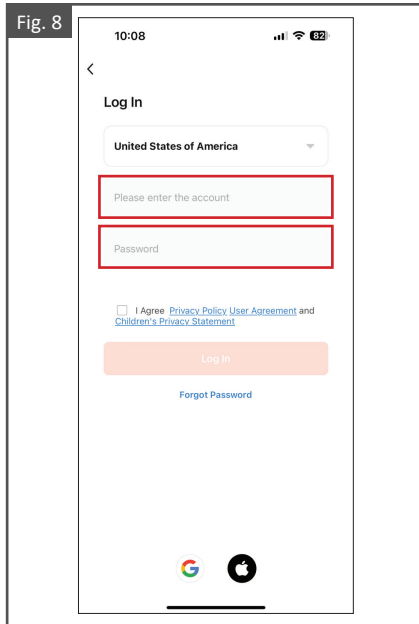 Fig. 8
10:08
82
Log In
United States of America
Please enter the account
Password
I Agree Privacy Policy User Agreement and
Children's Privacy Statement
Log In
Forgot Password
G